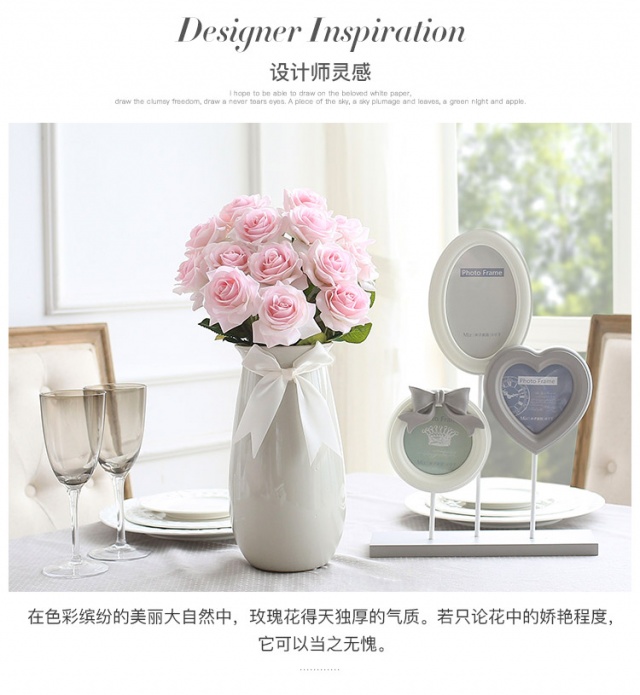 Designer Inspiration
设计师灵感
I hope to be able to draw on the beloved white paper,
draw the clumsy freedom, draw a never tears eyes. A piece of the sky, a sky plumage and leaves, a green night and apple.
Photo Frame
Photo Frame
在色彩缤纷的美丽大自然中，玫瑰花得天独厚的气质。若只论花中的娇艳程度，
它可以当之无愧。